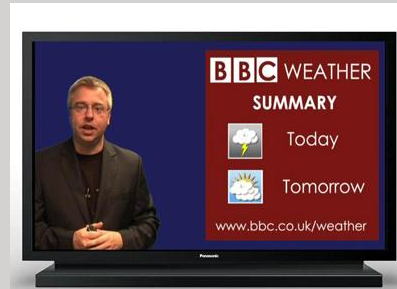 BBC WEATHER
SUMMARY
Today
Tomorrow
www.bbc.co.uk/weather
Panasonic